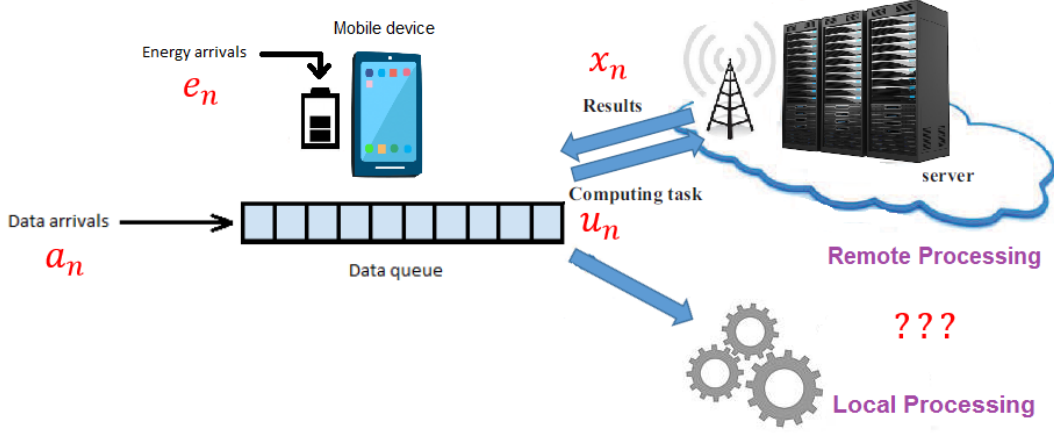 Mobile device
Energy arrivals
e_n
x_n
Results
server
Computing task
Data arrivals
u_n
a_n
Data queue
Remote Processing
???
Local Processing